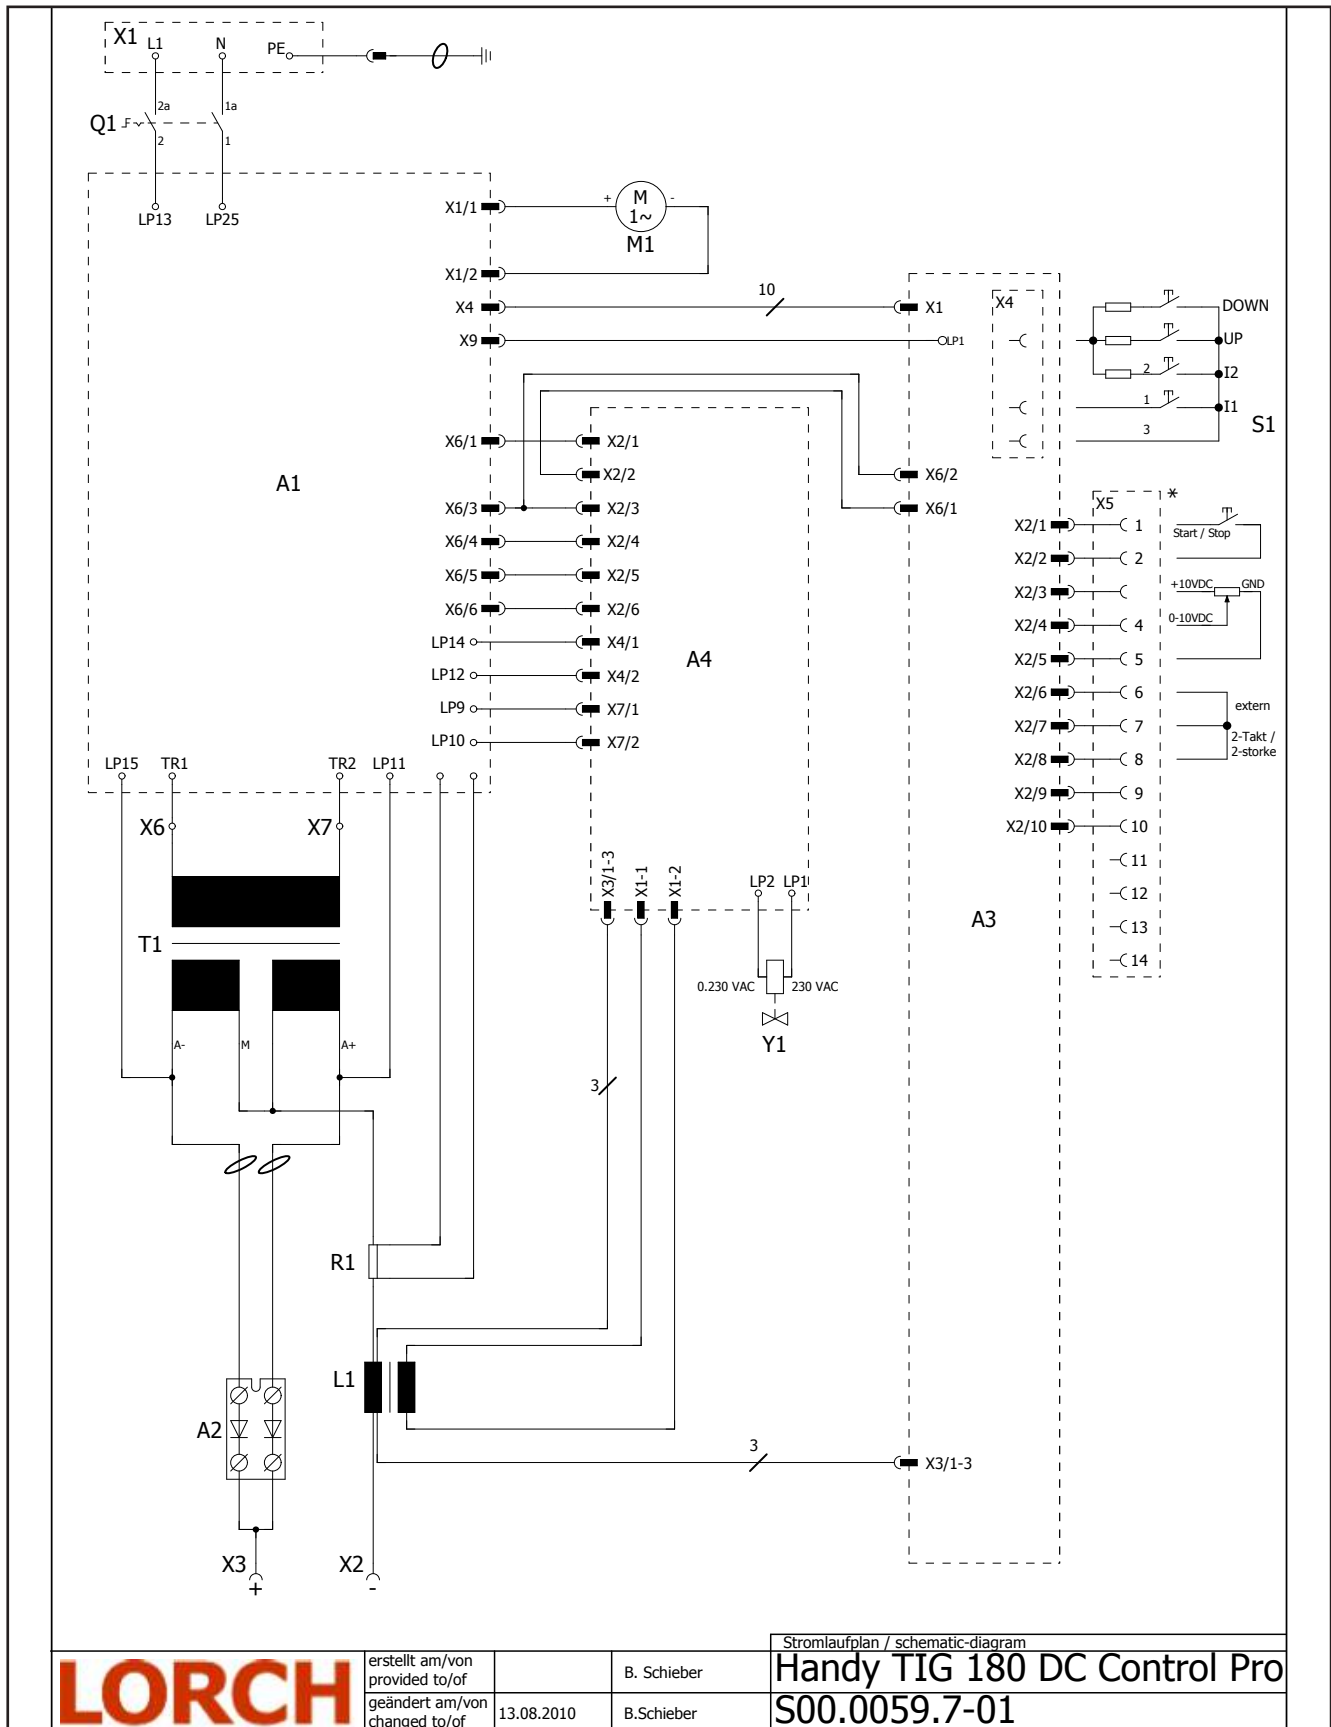 X1 L1 N PE
2a 1a
Q1
2 1
LP13 LP25
X1/1 + M 1~ -
M1
X1/2
X4 10 X1 X4 DOWN
X9 LP1 UP
2 I2
1 I1
3 S1
X6/1 X2/1
X2/2 X6/2
A1
X6/3 X2/3 X6/1
X5 *
X2/1 1 Start / Stop
X6/4 X2/4
X2/2 2
X6/5 X2/5
X2/3 +10VDC GND
X6/6 X2/6
X2/4 4 0-10VDC
LP14 X4/1
A4
X2/5 5
LP12 X4/2
X2/6 6
LP9 X7/1
extern
X2/7 7
LP10 X7/2
2-Takt /
2-storke
X2/8 8
LP15 TR1 TR2 LP11
X2/9 9
X6 X7
X2/10 10
11
X3/1-3 X1-1 X1-2 LP2 LP1
12
A3
13
T1
14
0.230 VAC 230 VAC
Y1
A- M A+
3
R1
L1
A2
3
X3/1-3
X3 X2
+ -
Stromlaufplan / schematic-diagram
LORCH
erstellt am/von
provided to/of
B. Schieber
Handy TIG 180 DC Control Pro
geändert am/von
changed to/of
13.08.2010
B.Schieber
S00.0059.7-01